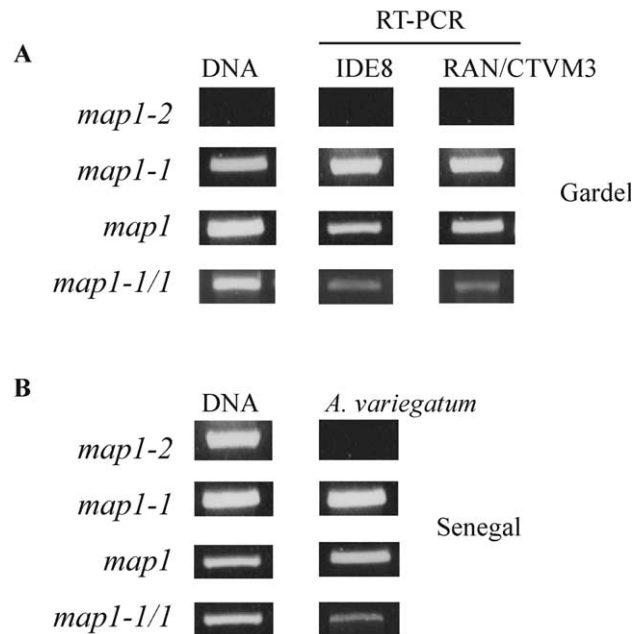 RT-PCR
A
DNA IDE8 RAN/CTVM3
map1-2
map1-1
Gardel
map1
map1-1/1
B
DNA A. variegatum
map1-2
map1-1
Senegal
map1
map1-1/1